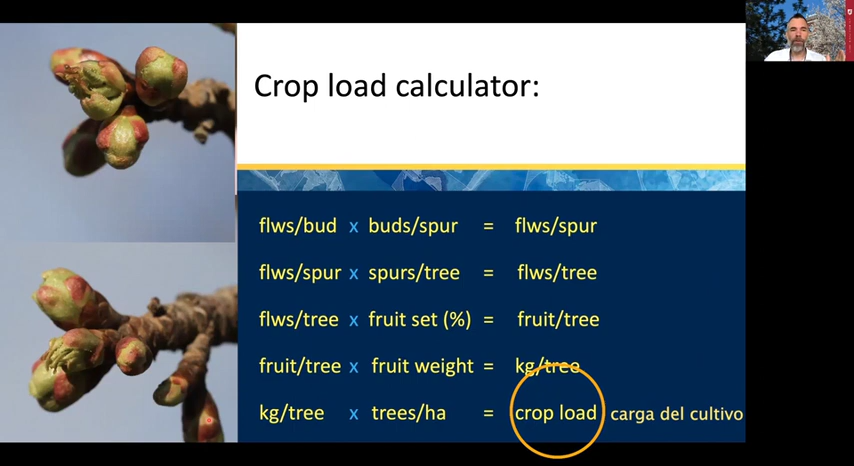 Crop load calculator:
flws/bud x buds/spur = flws/spur
flws/spur x spurs/tree = flws/tree
flws/tree x fruit set (%) = fruit/tree
fruit/tree x fruit weight = kg/tree
kg/tree x trees/ha = crop load carga del cultivo